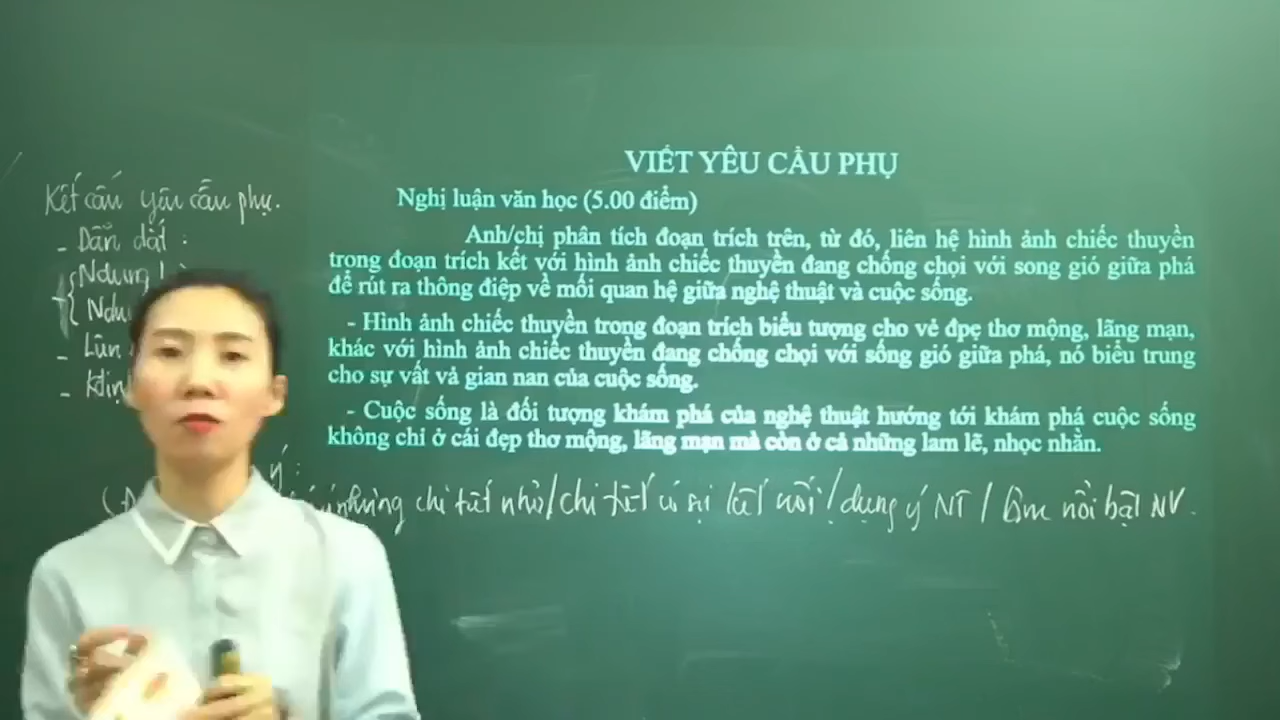 VIẾT YÊU CẦU PHỤ
Nghị luận văn học (5.00 điểm)
Anh/chị phân tích đoạn trích trên, từ đó, liên hệ hình ảnh chiếc thuyền
trong đoạn trích kết với hình ảnh chiếc thuyền đang chống chọi với song gió giữa phá
để rút ra thông điệp về mối quan hệ giữa nghệ thuật và cuộc sống.
- Hình ảnh chiếc thuyền trong đoạn trích biểu tượng cho vẻ đpẹ thơ mộng, lãng mạn,
khác với hình ảnh chiếc thuyền đang chống chọi với sống gió giữa phá, nó biểu trung
cho sự vất vả gian nan của cuộc sống.
- Cuộc sống là đối tượng khám phá của nghệ thuật hướng tới khám phá cuộc sống
không chỉ ở cái đẹp thơ mộng, lãng mạn mà còn ở cả những lam lẽ, nhọc nhằn.
Kết cấu yêu cầu phụ.
- Dẫn dắt :
Ndung
- 
ý :
những chi tiết nhỏ / chi tiết có sự kết nối / dụng ý NT / làm nổi bật NV.